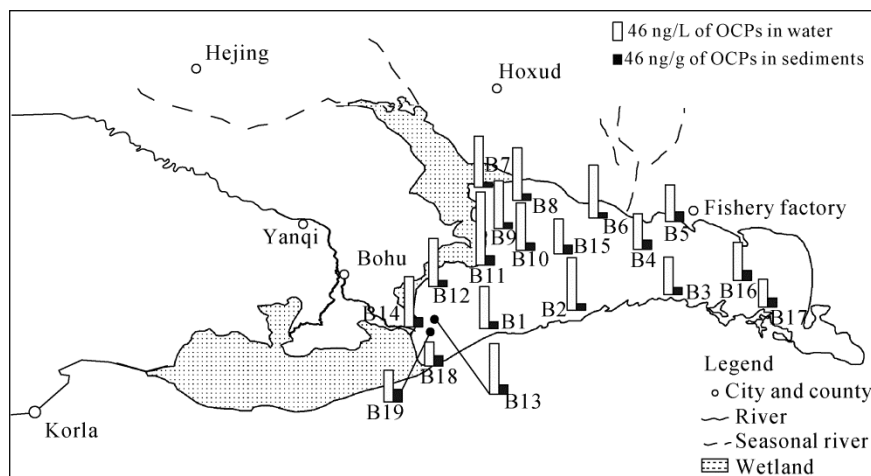 46 ng/L of OCPs in water
46 ng/g of OCPs in sediments
Hejing
Hoxud
B7
B8
B9
B10
B6
B5
Fishery factory
B15
B4
Yanqi
Bohu
B11
B12
B2
B3
B16
B17
B14
B1
B18
B19
B13
Korla
Legend
City and county
River
Seasonal river
Wetland